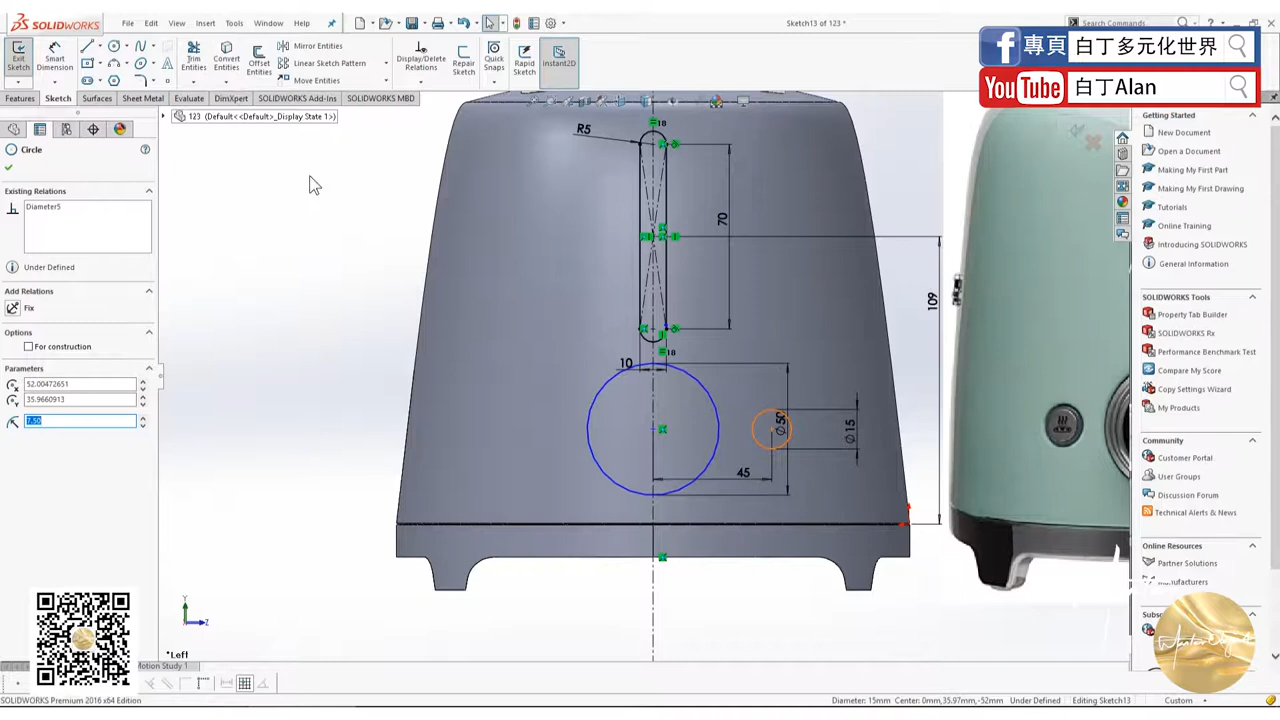 SOLIDWORKS
File Edit View Insert Tools Window Help
Sketch13 of 123 *
Search Commands
Exit Sketch
Smart Dimension
Trim Entities
Convert Entities
Offset Entities
Mirror Entities
Linear Sketch Pattern
Move Entities
Display/Delete Relations
Repair Sketch
Quick Snaps
Rapid Sketch
Instant2D
專頁 白丁多元化世界
YouTube 白丁Alan
Features Sketch Surfaces Sheet Metal Evaluate DimXpert SOLIDWORKS Add-Ins SOLIDWORKS MBD
123 (Default<<Default>_Display State 1>)
Circle
Existing Relations
Diameter5
Under Defined
Add Relations
Fix
Options
For construction
Parameters
52.00472651
35.9660913
7.50
R5
18
70
109
18
10
Ø50
Ø15
45
Y
Z
*Left
Getting Started
New Document
Open a Document
Making My First Part
Making My First Drawing
Tutorials
Online Training
Introducing SOLIDWORKS
General Information
SOLIDWORKS Tools
Property Tab Builder
SOLIDWORKS Rx
Performance Benchmark Test
Compare My Score
Copy Settings Wizard
My Products
Community
Customer Portal
User Groups
Discussion Forum
Technical Alerts & News
Online Resources
Partner Solutions
Manufacturers
Motion Study 1
SOLIDWORKS Premium 2016 x64 Edition
Diameter: 15mm Center: 0mm,35.97mm,-52mm Under Defined Editing Sketch13 Custom